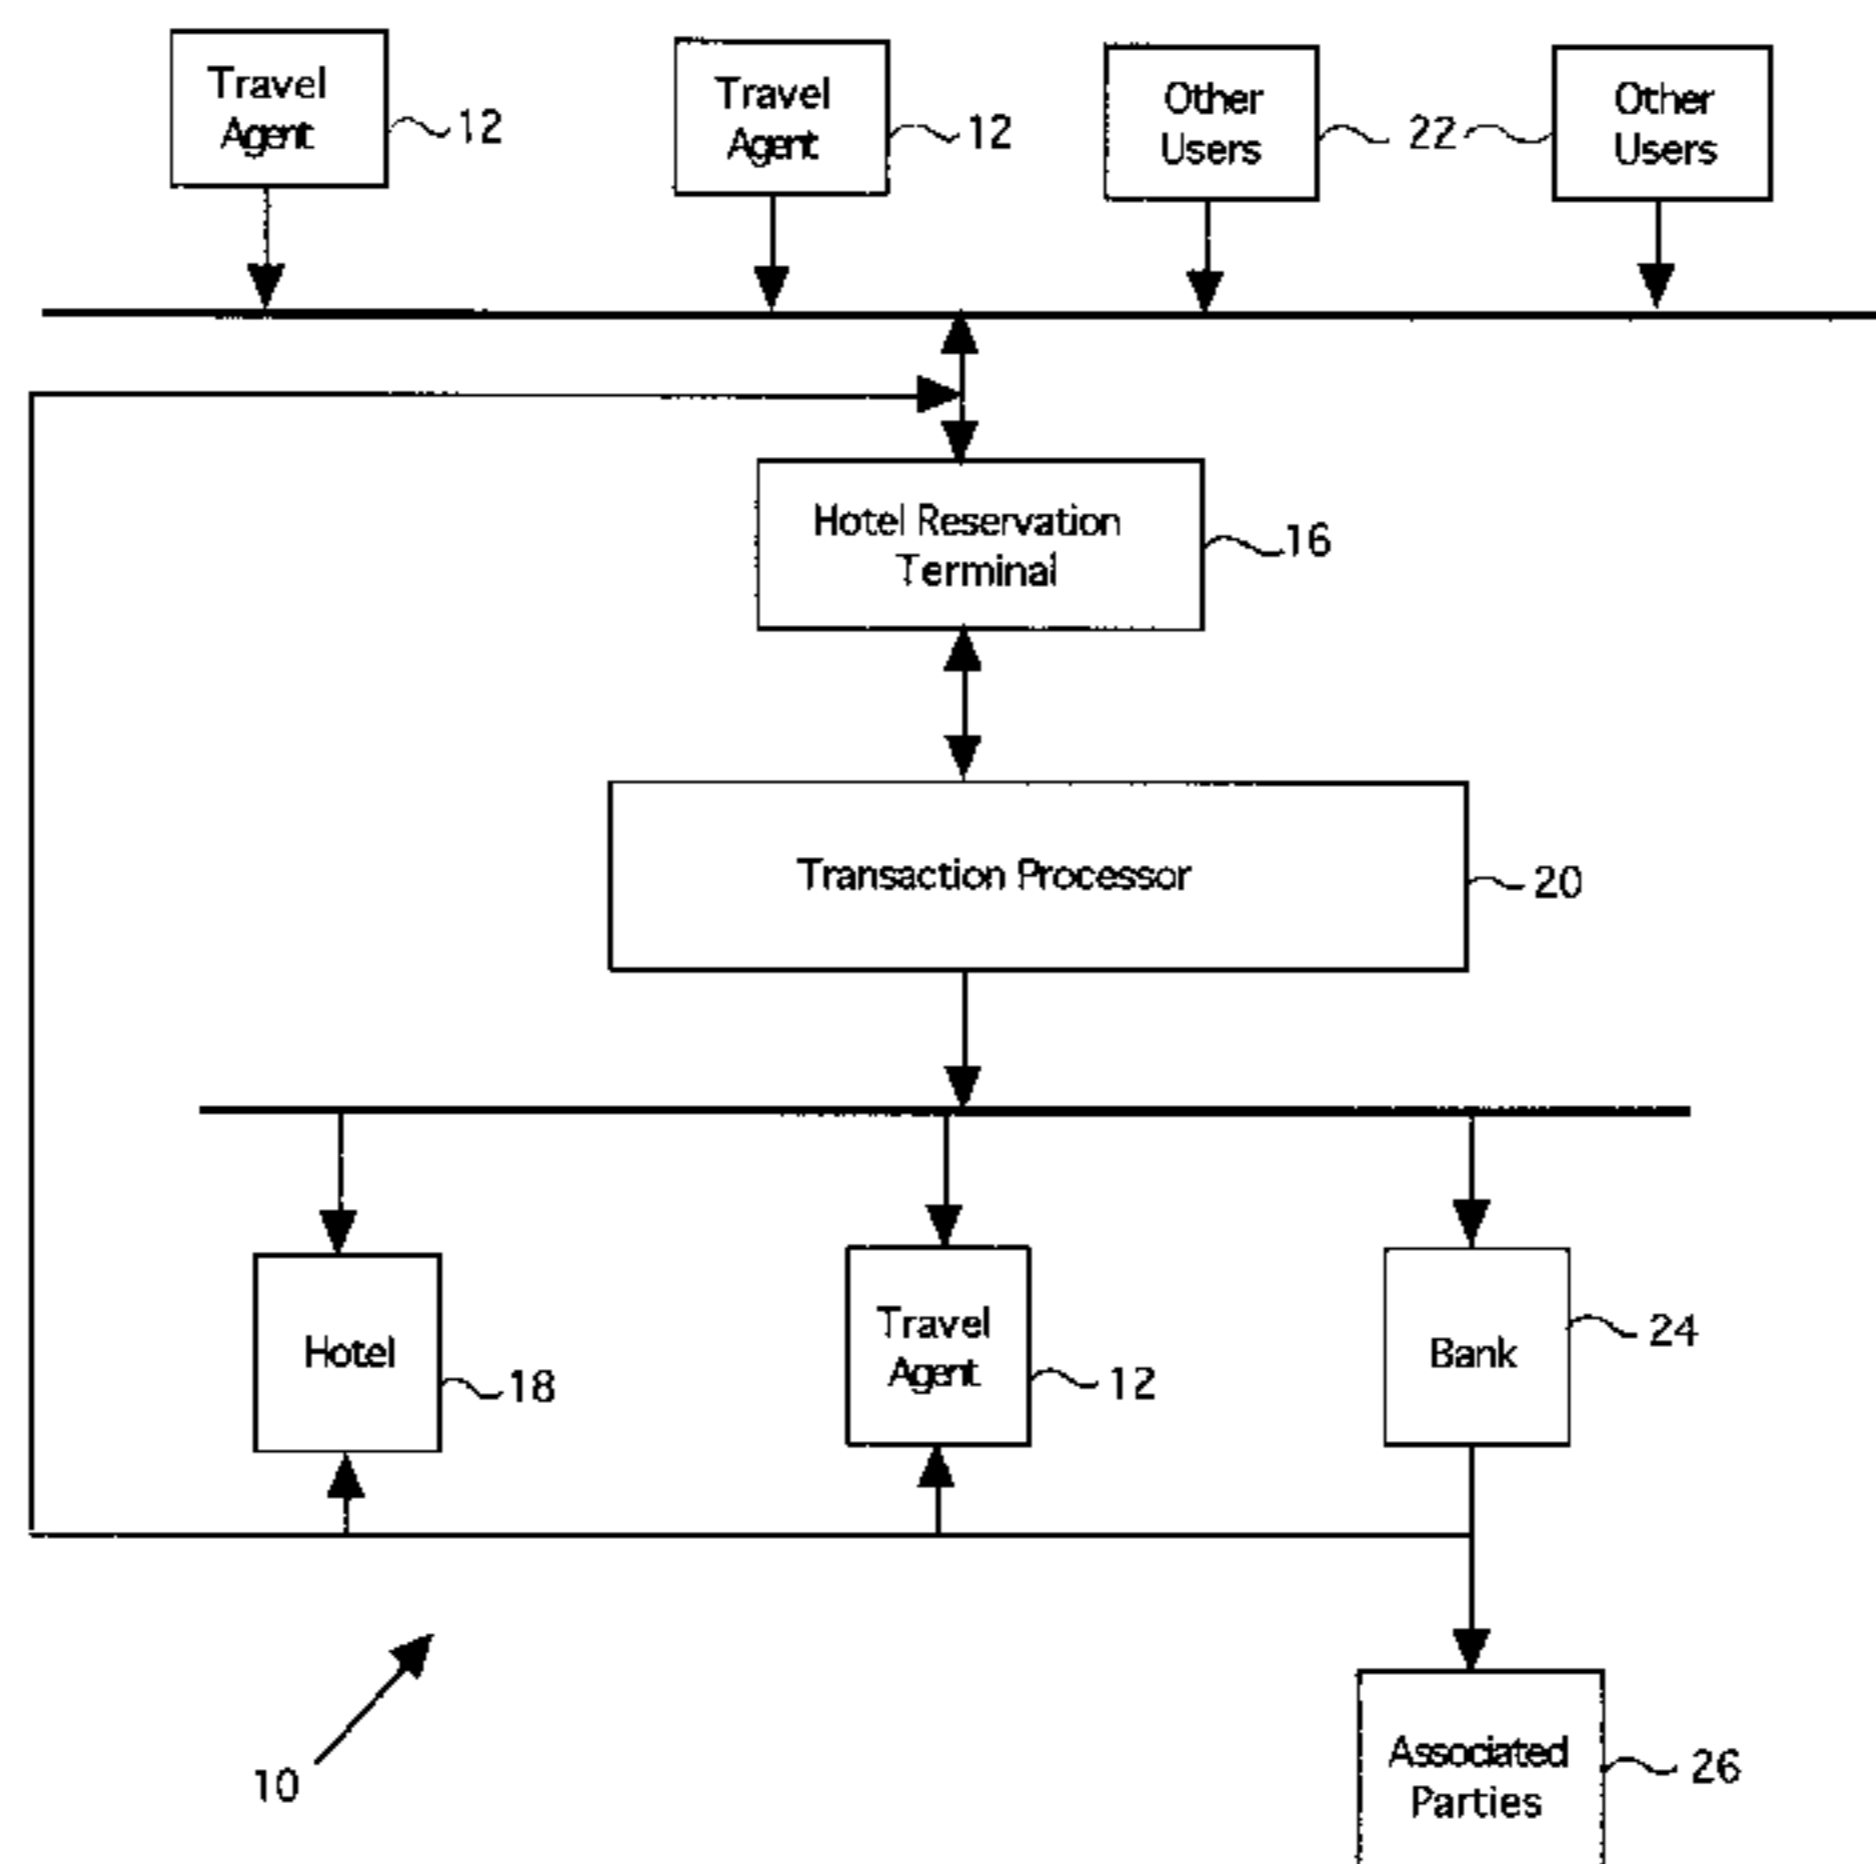 Travel
Agent
12
Travel
Agent
12
Other
Users
22
Other
Users
Hotel Reservation
Terminal
16
Transaction Processor
20
Hotel
18
Travel
Agent
12
Bank
24
10
Associated
Parties
26